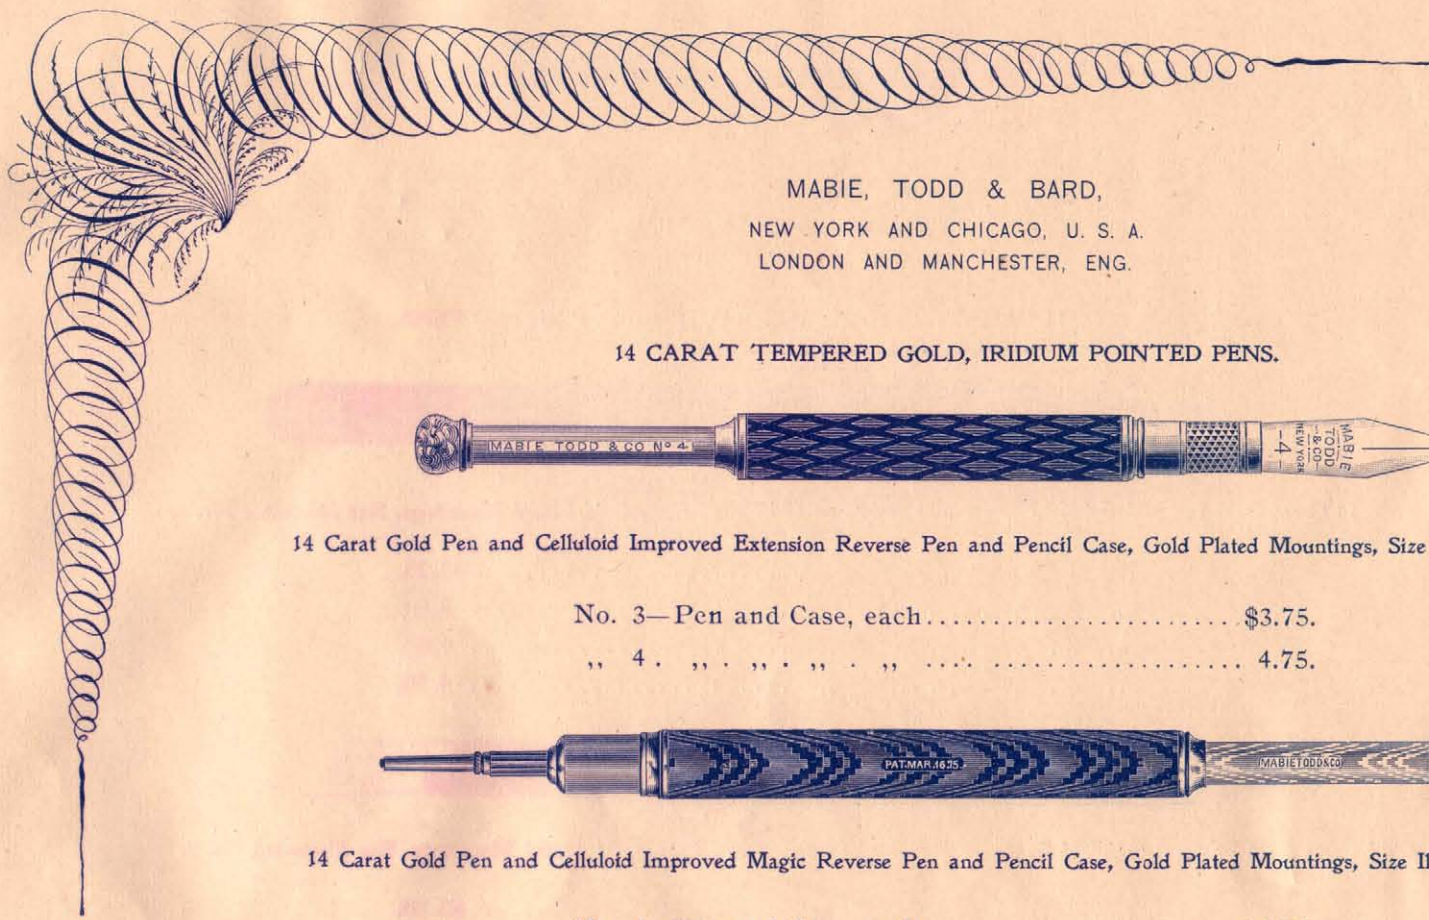 MABIE, TODD & BARD,
NEW YORK AND CHICAGO, U. S. A.
LONDON AND MANCHESTER, ENG.
14 CARAT TEMPERED GOLD, IRIDIUM POINTED PENS.
MABIE TODD & CO Nº 4
MABIE
TODD
& CO
NEW YORK
4
14 Carat Gold Pen and Celluloid Improved Extension Reverse Pen and Pencil Case, Gold Plated Mountings, Size
No. 3—Pen and Case, each........................ $3.75.
,, 4 . ,, . ,, . ,, . ,, .... ...................... 4.75.
PAT. MAR. 16.75.
MABIE TODD & CO
14 Carat Gold Pen and Celluloid Improved Magic Reverse Pen and Pencil Case, Gold Plated Mountings, Size